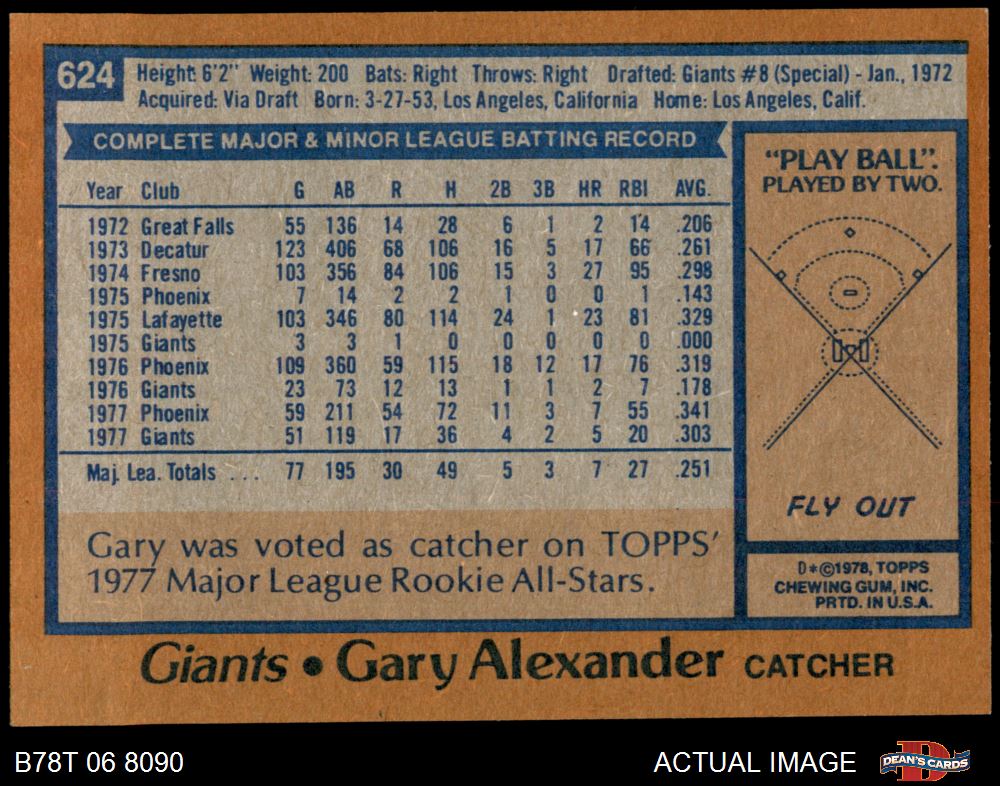 624
Height: 6'2" Weight: 200 Bats: Right Throws: Right Drafted: Giants #8 (Special) - Jan., 1972
Acquired: Via Draft Born: 3-27-53, Los Angeles, California Home: Los Angeles, Calif.
COMPLETE MAJOR & MINOR LEAGUE BATTING RECORD
Year Club G AB R H 2B 3B HR RBI AVG.
1972 Great Falls 55 136 14 28 6 1 2 14 .206
1973 Decatur 123 406 68 106 16 5 17 66 .261
1974 Fresno 103 356 84 106 15 3 27 95 .298
1975 Phoenix 7 14 2 2 1 0 0 1 .143
1975 Lafayette 103 346 80 114 24 1 23 81 .329
1975 Giants 3 3 1 0 0 0 0 0 .000
1976 Phoenix 109 360 59 115 18 12 17 76 .319
1976 Giants 23 73 12 13 1 1 2 7 .178
1977 Phoenix 59 211 54 72 11 3 7 55 .341
1977 Giants 51 119 17 36 4 2 5 20 .303
Maj. Lea. Totals . . . 77 195 30 49 5 3 7 27 .251
Gary was voted as catcher on TOPPS'
1977 Major League Rookie All-Stars.
"PLAY BALL".
PLAYED BY TWO.
FLY OUT
D*©1978, TOPPS
CHEWING GUM, INC.
PRTD. IN U.S.A.
Giants • Gary Alexander CATCHER
B78T 06 8090
ACTUAL IMAGE
DEAN'S CARDS